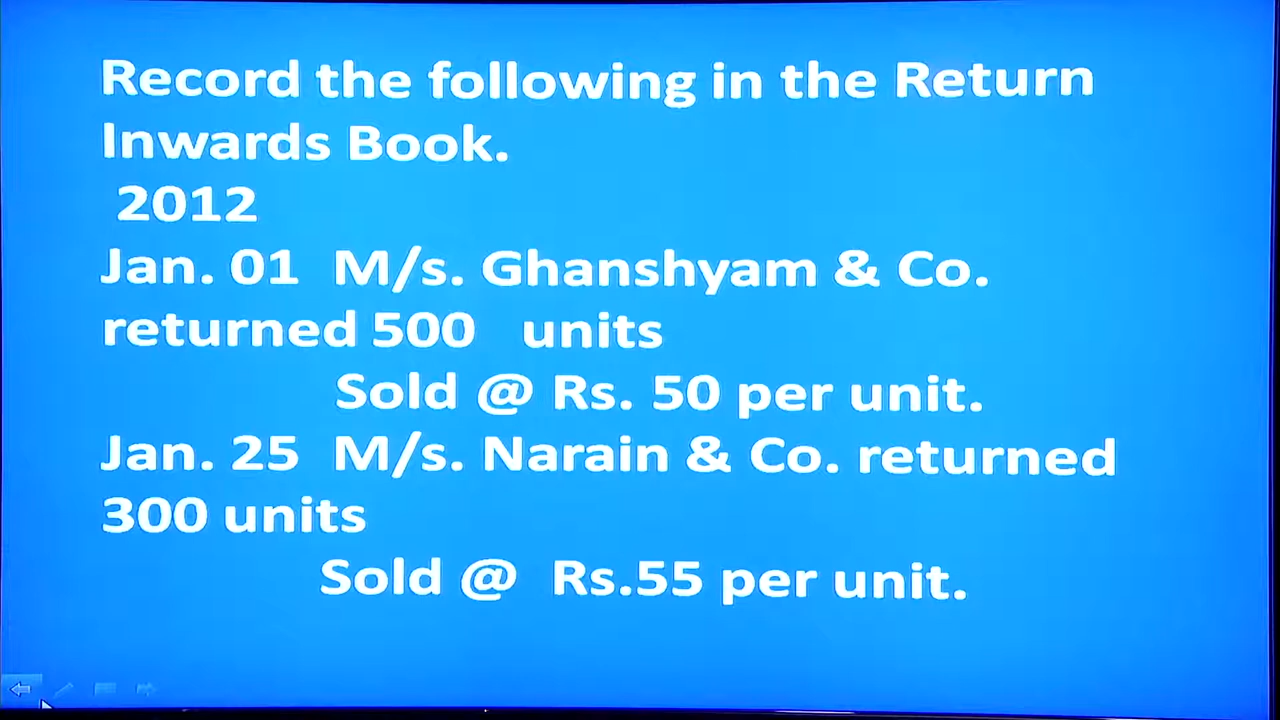 Record the following in the Return
Inwards Book.
2012
Jan. 01 M/s. Ghanshyam & Co.
returned 500 units
Sold @ Rs. 50 per unit.
Jan. 25 M/s. Narain & Co. returned
300 units
Sold @ Rs.55 per unit.